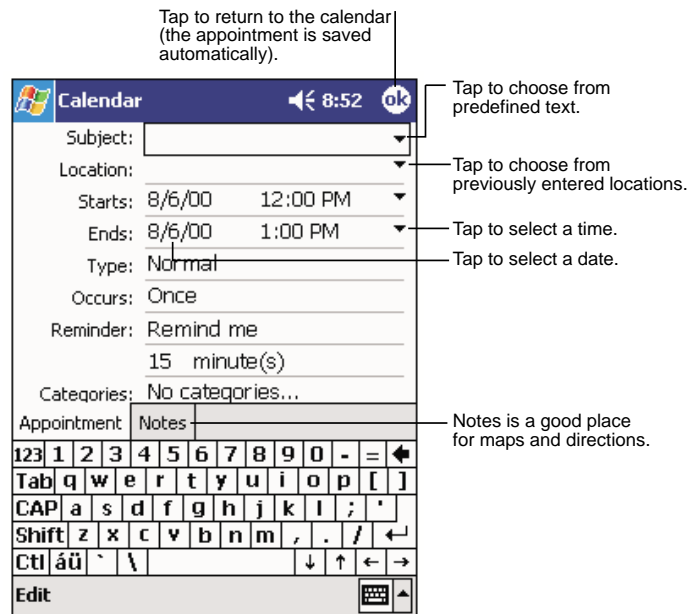 Tap to return to the calendar
(the appointment is saved
automatically).
Calendar 8:52 ok
Tap to choose from
predefined text.
Subject:
Location:
Tap to choose from
previously entered locations.
Starts: 8/6/00 12:00 PM
Ends: 8/6/00 1:00 PM
Tap to select a time.
Type: Normal
Tap to select a date.
Occurs: Once
Reminder: Remind me
15 minute(s)
Categories: No categories...
Appointment Notes
Notes is a good place
for maps and directions.
123 1 2 3 4 5 6 7 8 9 0 - = ←
Tab q w e r t y u i o p [ ]
CAP a s d f g h j k l ; '
Shift z x c v b n m , . / ↵
Ctl áü ` \ ↓ ↑ ← →
Edit